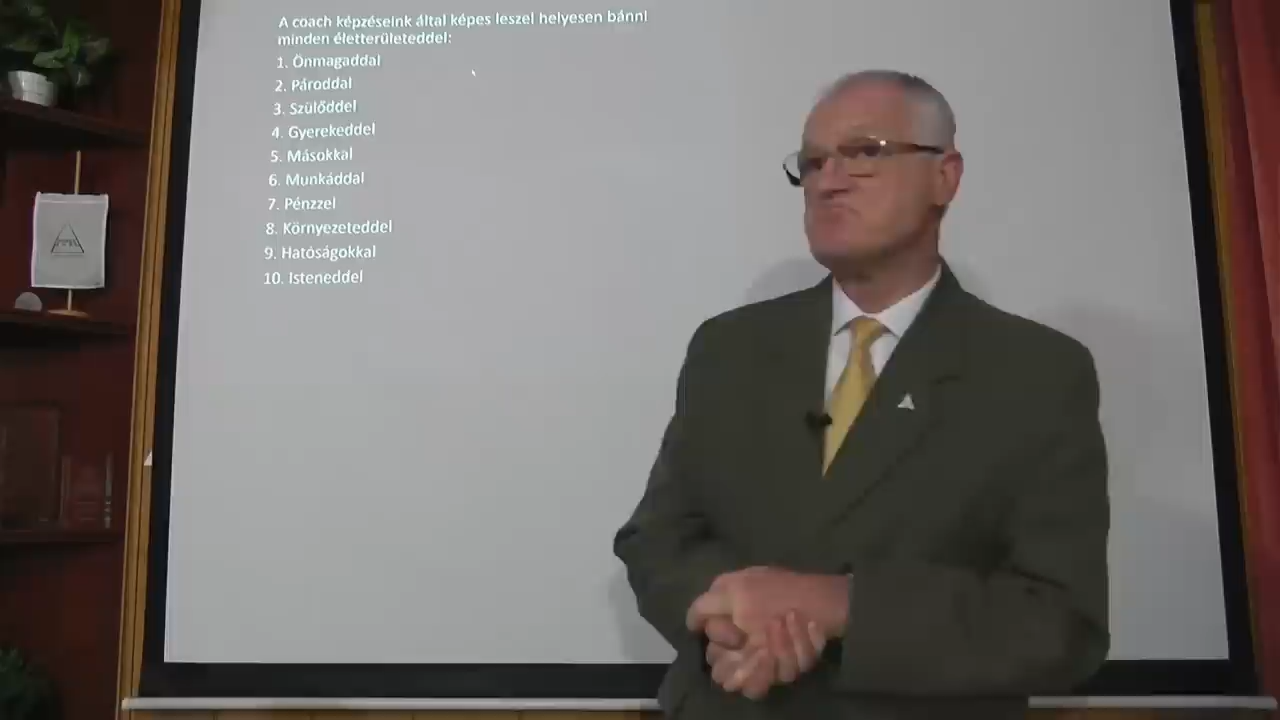 A coach képzéseink által képes leszel helyesen bánni
minden életterületeddel:
1. Önmagaddal
2. Pároddal
3. Szülőddel
4. Gyerekeddel
5. Másokkal
6. Munkáddal
7. Pénzzel
8. Környezeteddel
9. Hatóságokkal
10. Isteneddel